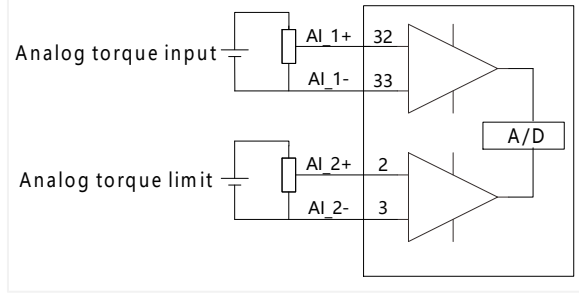 AI_1+ 32
Analog torque input
AI_1- 33
A/D
AI_2+ 2
Analog torque limit
AI_2- 3